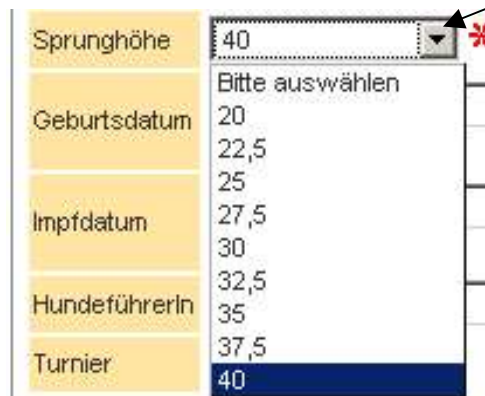 Sprunghöhe 40 *
Bitte auswählen
Geburtsdatum 20
22,5
25
Impfdatum 27,5
30
32,5
HundeführerIn 35
37,5
Turnier 40